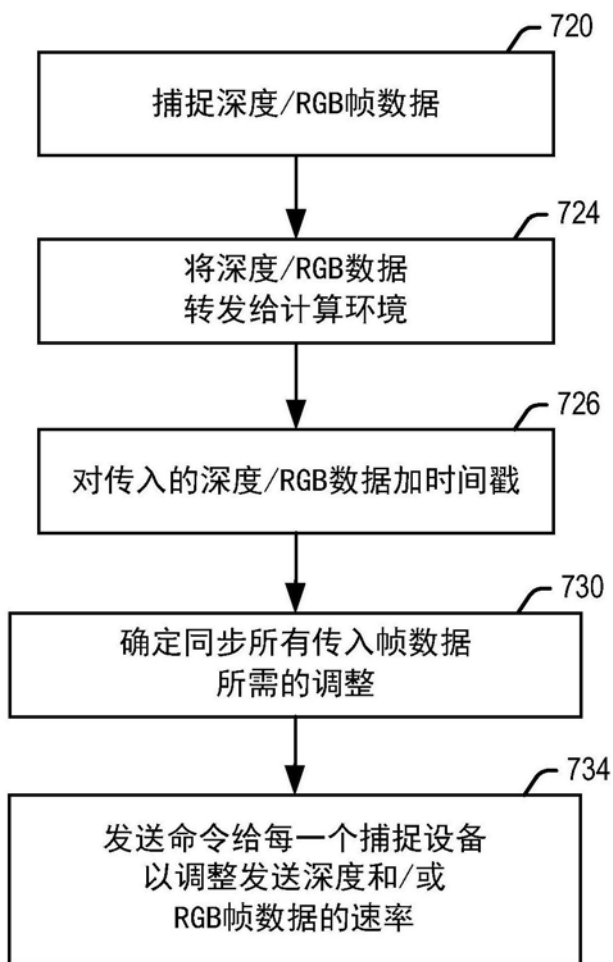 720
捕捉深度/RGB帧数据
724
将深度/RGB数据
转发给计算环境
726
对传入的深度/RGB数据加时间戳
730
确定同步所有传入帧数据
所需的调整
734
发送命令给每一个捕捉设备
以调整发送深度和/或
RGB帧数据的速率